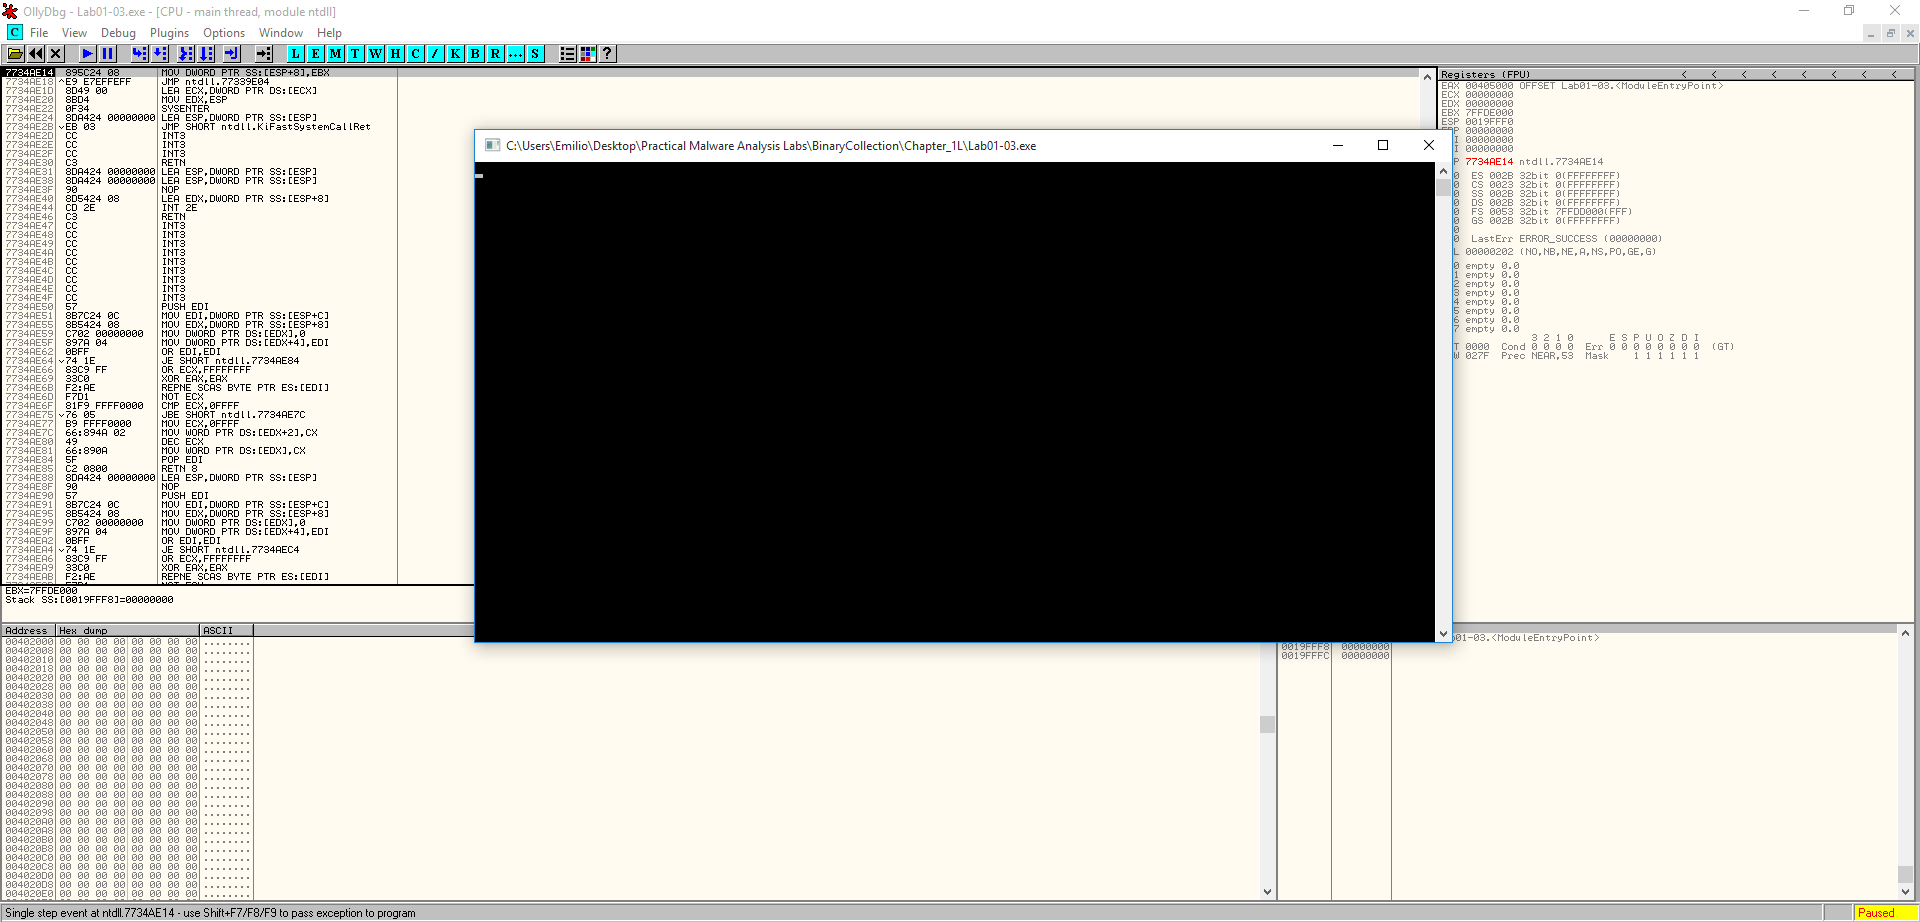 OllyDbg - Lab01-03.exe - [CPU - main thread, module ntdll]
C File View Debug Plugins Options Window Help
L E M T W H C / K B R ... S ?
7734AE14 895C24 08 MOV DWORD PTR SS:[ESP+8],EBX
7734AE18 ^E9 E7EFFEFF JMP ntdll.77339E04
7734AE1D 8D49 00 LEA ECX,DWORD PTR DS:[ECX]
7734AE20 8BD4 MOV EDX,ESP
7734AE22 0F34 SYSENTER
7734AE24 8DA424 00000000 LEA ESP,DWORD PTR SS:[ESP]
7734AE2B EB 03 JMP SHORT ntdll.KiFastSystemCallRet
7734AE2D CC INT3
7734AE2E CC INT3
7734AE2F CC INT3
7734AE30 C3 RETN
7734AE31 8DA424 00000000 LEA ESP,DWORD PTR SS:[ESP]
7734AE38 8DA424 00000000 LEA ESP,DWORD PTR SS:[ESP]
7734AE3F 90 NOP
7734AE40 8D5424 08 LEA EDX,DWORD PTR SS:[ESP+8]
7734AE44 CD 2E INT 2E
7734AE46 C3 RETN
7734AE47 CC INT3
7734AE48 CC INT3
7734AE49 CC INT3
7734AE4A CC INT3
7734AE4B CC INT3
7734AE4C CC INT3
7734AE4D CC INT3
7734AE4E CC INT3
7734AE4F CC INT3
7734AE50 57 PUSH EDI
7734AE51 8B7C24 0C MOV EDI,DWORD PTR SS:[ESP+C]
7734AE55 8B5424 08 MOV EDX,DWORD PTR SS:[ESP+8]
7734AE59 C702 00000000 MOV DWORD PTR DS:[EDX],0
7734AE5F 897A 04 MOV DWORD PTR DS:[EDX+4],EDI
7734AE62 0BFF OR EDI,EDI
7734AE64 74 1E JE SHORT ntdll.7734AE84
7734AE66 83C9 FF OR ECX,FFFFFFFF
7734AE69 33C0 XOR EAX,EAX
7734AE6B F2:AE REPNE SCAS BYTE PTR ES:[EDI]
7734AE6D F7D1 NOT ECX
7734AE6F 81F9 FFFF0000 CMP ECX,0FFFF
7734AE75 76 05 JBE SHORT ntdll.7734AE7C
7734AE77 B9 FFFF0000 MOV ECX,0FFFF
7734AE7C 66:894A 02 MOV WORD PTR DS:[EDX+2],CX
7734AE80 49 DEC ECX
7734AE81 66:890A MOV WORD PTR DS:[EDX],CX
7734AE84 5F POP EDI
7734AE85 C2 0800 RETN 8
7734AE88 8DA424 00000000 LEA ESP,DWORD PTR SS:[ESP]
7734AE8F 90 NOP
7734AE90 57 PUSH EDI
7734AE91 8B7C24 0C MOV EDI,DWORD PTR SS:[ESP+C]
7734AE95 8B5424 08 MOV EDX,DWORD PTR SS:[ESP+8]
7734AE99 C702 00000000 MOV DWORD PTR DS:[EDX],0
7734AE9F 897A 04 MOV DWORD PTR DS:[EDX+4],EDI
7734AEA2 0BFF OR EDI,EDI
7734AEA4 74 1E JE SHORT ntdll.7734AEC4
7734AEA6 83C9 FF OR ECX,FFFFFFFF
7734AEA9 33C0 XOR EAX,EAX
7734AEAB F2:AE REPNE SCAS BYTE PTR ES:[EDI]
EBX=7FFDE000
Stack SS:[0019FFF8]=00000000
C:\Users\Emilio\Desktop\Practical Malware Analysis Labs\BinaryCollection\Chapter_1L\Lab01-03.exe
Registers (FPU) < < < < < < < <
EAX 00405000 OFFSET Lab01-03.<ModuleEntryPoint>
ECX 00000000
EDX 00000000
EBX 7FFDE000
ESP 0019FFF0
00000000
00000000
00000000
7734AE14 ntdll.7734AE14
ES 002B 32bit 0(FFFFFFFF)
CS 0023 32bit 0(FFFFFFFF)
SS 002B 32bit 0(FFFFFFFF)
DS 002B 32bit 0(FFFFFFFF)
FS 0053 32bit 7FFDD000(FFF)
GS 002B 32bit 0(FFFFFFFF)
LastErr ERROR_SUCCESS (00000000)
00000202 (NO,NB,NE,A,NS,PO,GE,G)
empty 0.0
empty 0.0
empty 0.0
empty 0.0
empty 0.0
empty 0.0
empty 0.0
empty 0.0
3 2 1 0 E S P U O Z D I
0000 Cond 0 0 0 0 Err 0 0 0 0 0 0 0 0 (GT)
027F Prec NEAR,53 Mask 1 1 1 1 1 1
Address Hex dump ASCII
00402000 00 00 00 00 00 00 00 00 ........
00402008 00 00 00 00 00 00 00 00 ........
00402010 00 00 00 00 00 00 00 00 ........
00402018 00 00 00 00 00 00 00 00 ........
00402020 00 00 00 00 00 00 00 00 ........
00402028 00 00 00 00 00 00 00 00 ........
00402030 00 00 00 00 00 00 00 00 ........
00402038 00 00 00 00 00 00 00 00 ........
00402040 00 00 00 00 00 00 00 00 ........
00402048 00 00 00 00 00 00 00 00 ........
00402050 00 00 00 00 00 00 00 00 ........
00402058 00 00 00 00 00 00 00 00 ........
00402060 00 00 00 00 00 00 00 00 ........
00402068 00 00 00 00 00 00 00 00 ........
00402070 00 00 00 00 00 00 00 00 ........
00402078 00 00 00 00 00 00 00 00 ........
00402080 00 00 00 00 00 00 00 00 ........
00402088 00 00 00 00 00 00 00 00 ........
00402090 00 00 00 00 00 00 00 00 ........
00402098 00 00 00 00 00 00 00 00 ........
004020A0 00 00 00 00 00 00 00 00 ........
004020A8 00 00 00 00 00 00 00 00 ........
004020B0 00 00 00 00 00 00 00 00 ........
004020B8 00 00 00 00 00 00 00 00 ........
004020C0 00 00 00 00 00 00 00 00 ........
004020C8 00 00 00 00 00 00 00 00 ........
004020D0 00 00 00 00 00 00 00 00 ........
004020D8 00 00 00 00 00 00 00 00 ........
004020E0 00 00 00 00 00 00 00 00 ........
01-03.<ModuleEntryPoint>
0019FFF8 00000000
0019FFFC 00000000
Single step event at ntdll.7734AE14 - use Shift+F7/F8/F9 to pass exception to program
Paused